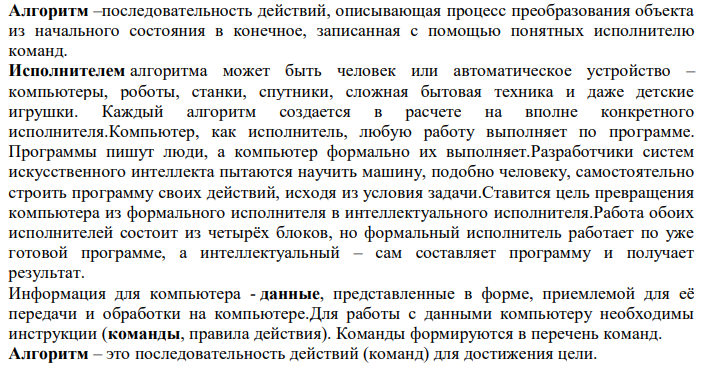 Алгоритм –последовательность действий, описывающая процесс преобразования объекта
из начального состояния в конечное, записанная с помощью понятных исполнителю
команд.
Исполнителем алгоритма может быть человек или автоматическое устройство –
компьютеры, роботы, станки, спутники, сложная бытовая техника и даже детские
игрушки. Каждый алгоритм создается в расчете на вполне конкретного
исполнителя.Компьютер, как исполнитель, любую работу выполняет по программе.
Программы пишут люди, а компьютер формально их выполняет.Разработчики систем
искусственного интеллекта пытаются научить машину, подобно человеку, самостоятельно
строить программу своих действий, исходя из условия задачи.Ставится цель превращения
компьютера из формального исполнителя в интеллектуального исполнителя.Работа обоих
исполнителей состоит из четырёх блоков, но формальный исполнитель работает по уже
готовой программе, а интеллектуальный – сам составляет программу и получает
результат.
Информация для компьютера - данные, представленные в форме, приемлемой для её
передачи и обработки на компьютере.Для работы с данными компьютеру необходимы
инструкции (команды, правила действия). Команды формируются в перечень команд.
Алгоритм – это последовательность действий (команд) для достижения цели.